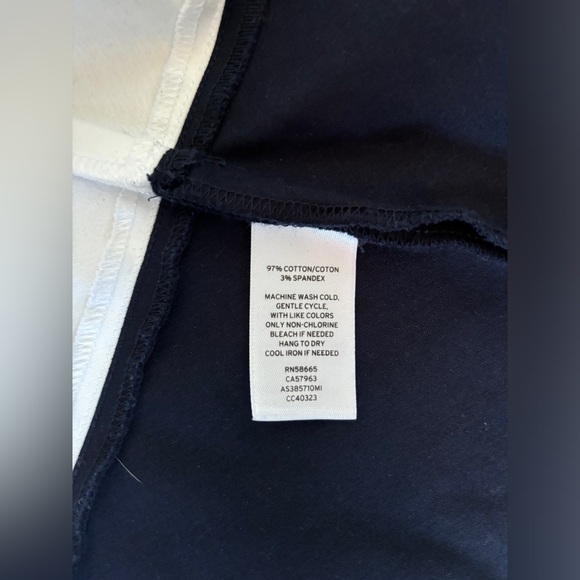 97% COTTON/COTON
3% SPANDEX
MACHINE WASH COLD,
GENTLE CYCLE,
WITH LIKE COLORS
ONLY NON-CHLORINE
BLEACH IF NEEDED
HANG TO DRY
COOL IRON IF NEEDED
RN58665
CA57963
AS385710MI
CC40323